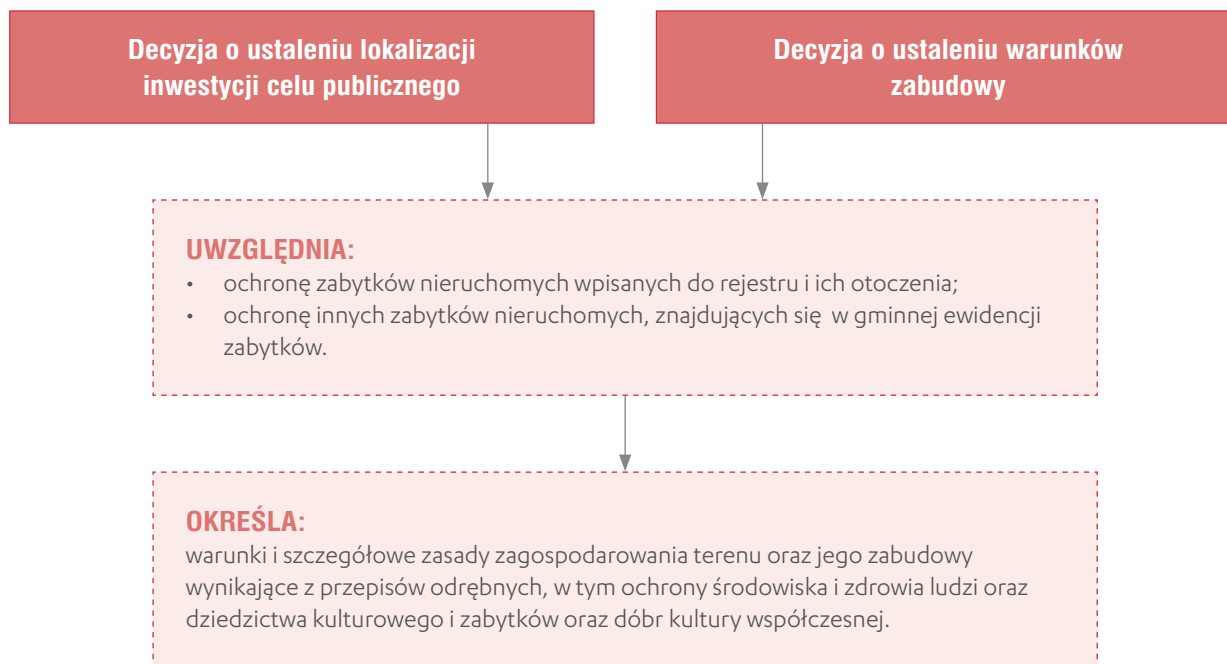 Decyzja o ustaleniu lokalizacji
inwestycji celu publicznego
Decyzja o ustaleniu warunków
zabudowy
UWZGLĘDNIA:
• ochronę zabytków nieruchomych wpisanych do rejestru i ich otoczenia;
• ochronę innych zabytków nieruchomych, znajdujących się w gminnej ewidencji
zabytków.
OKREŚLA:
warunki i szczegółowe zasady zagospodarowania terenu oraz jego zabudowy
wynikające z przepisów odrębnych, w tym ochrony środowiska i zdrowia ludzi oraz
dziedzictwa kulturowego i zabytków oraz dóbr kultury współczesnej.